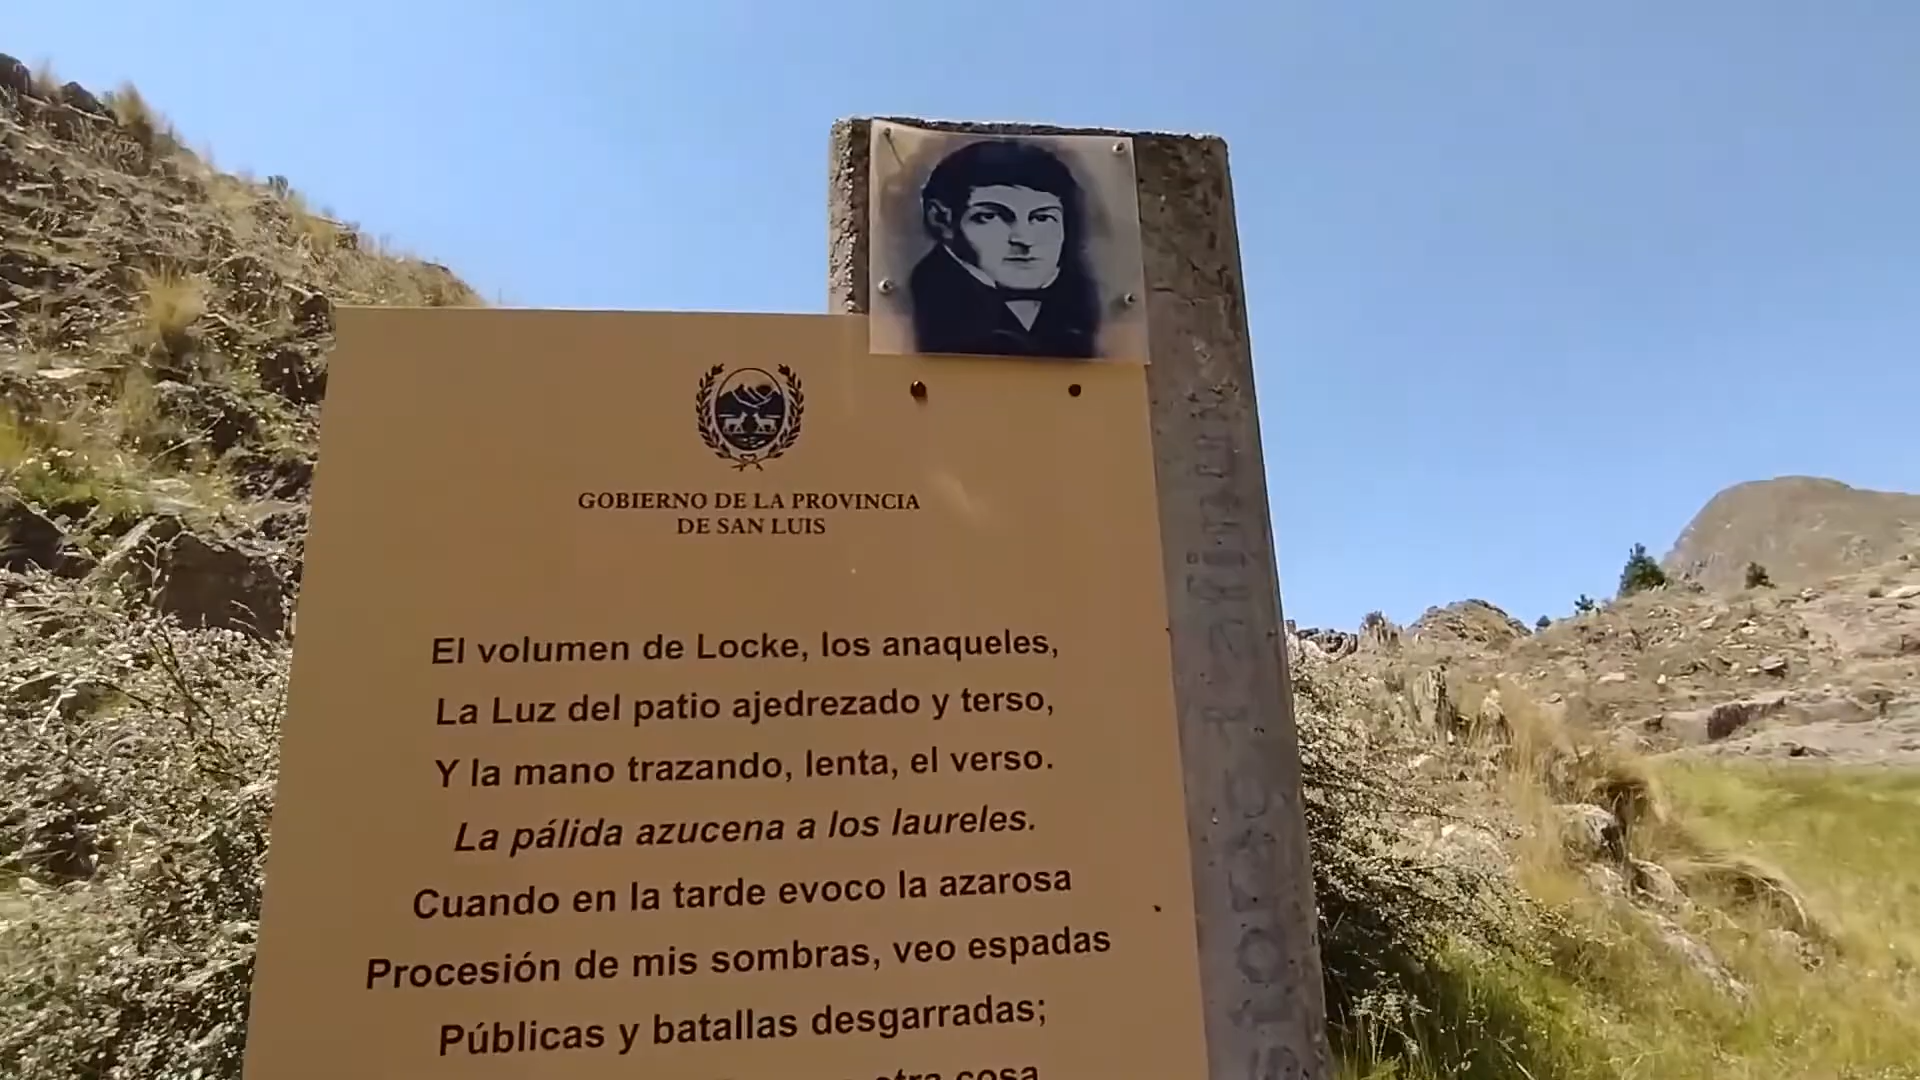 GOBIERNO DE LA PROVINCIA
DE SAN LUIS
El volumen de Locke, los anaqueles,
La Luz del patio ajedrezado y terso,
Y la mano trazando, lenta, el verso.
La pálida azucena a los laureles.
Cuando en la tarde evoco la azarosa
Procesión de mis sombras, veo espadas
Públicas y batallas desgarradas;
otra cosa